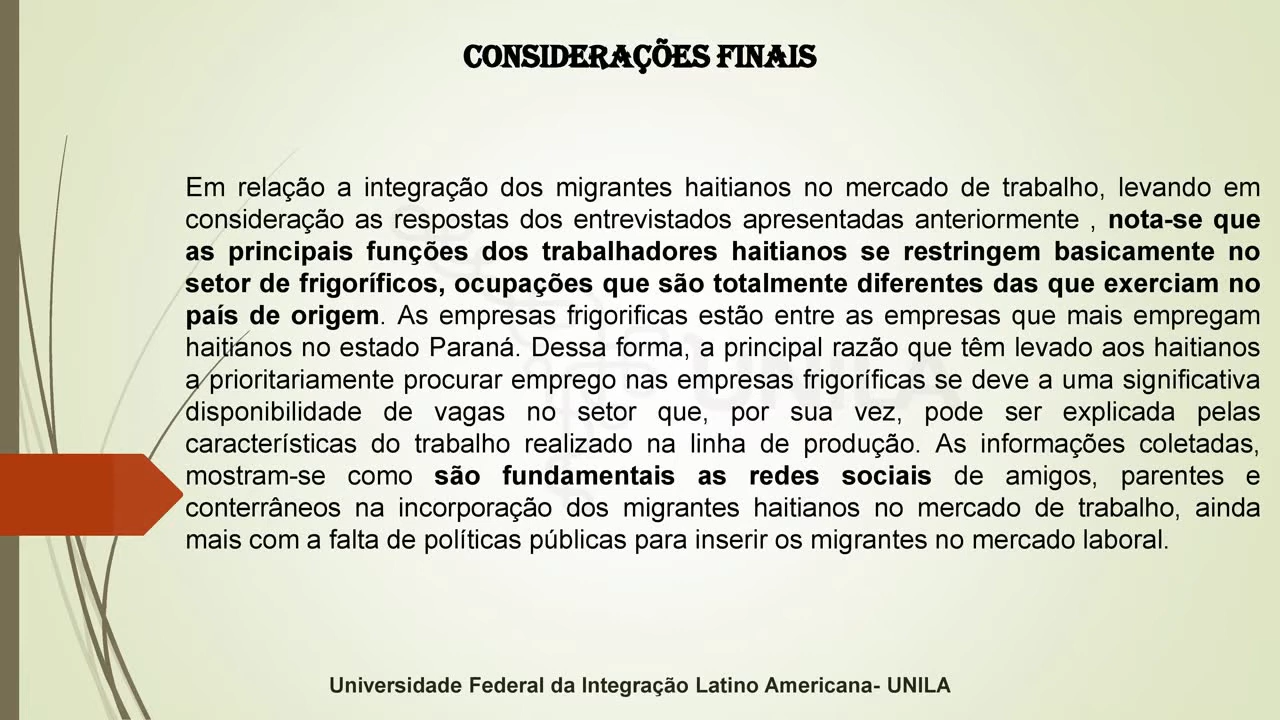 CONSIDERAÇÕES FINAIS
Em relação a integração dos migrantes haitianos no mercado de trabalho, levando em
consideração as respostas dos entrevistados apresentadas anteriormente , nota-se que
as principais funções dos trabalhadores haitianos se restringem basicamente no
setor de frigoríficos, ocupações que são totalmente diferentes das que exerciam no
país de origem. As empresas frigorificas estão entre as empresas que mais empregam
haitianos no estado Paraná. Dessa forma, a principal razão que têm levado aos haitianos
a prioritariamente procurar emprego nas empresas frigoríficas se deve a uma significativa
disponibilidade de vagas no setor que, por sua vez, pode ser explicada pelas
características do trabalho realizado na linha de produção. As informações coletadas,
mostram-se como são fundamentais as redes sociais de amigos, parentes e
conterrâneos na incorporação dos migrantes haitianos no mercado de trabalho, ainda
mais com a falta de políticas públicas para inserir os migrantes no mercado laboral.
UNILA
Universidade Federal da Integração Latino Americana- UNILA